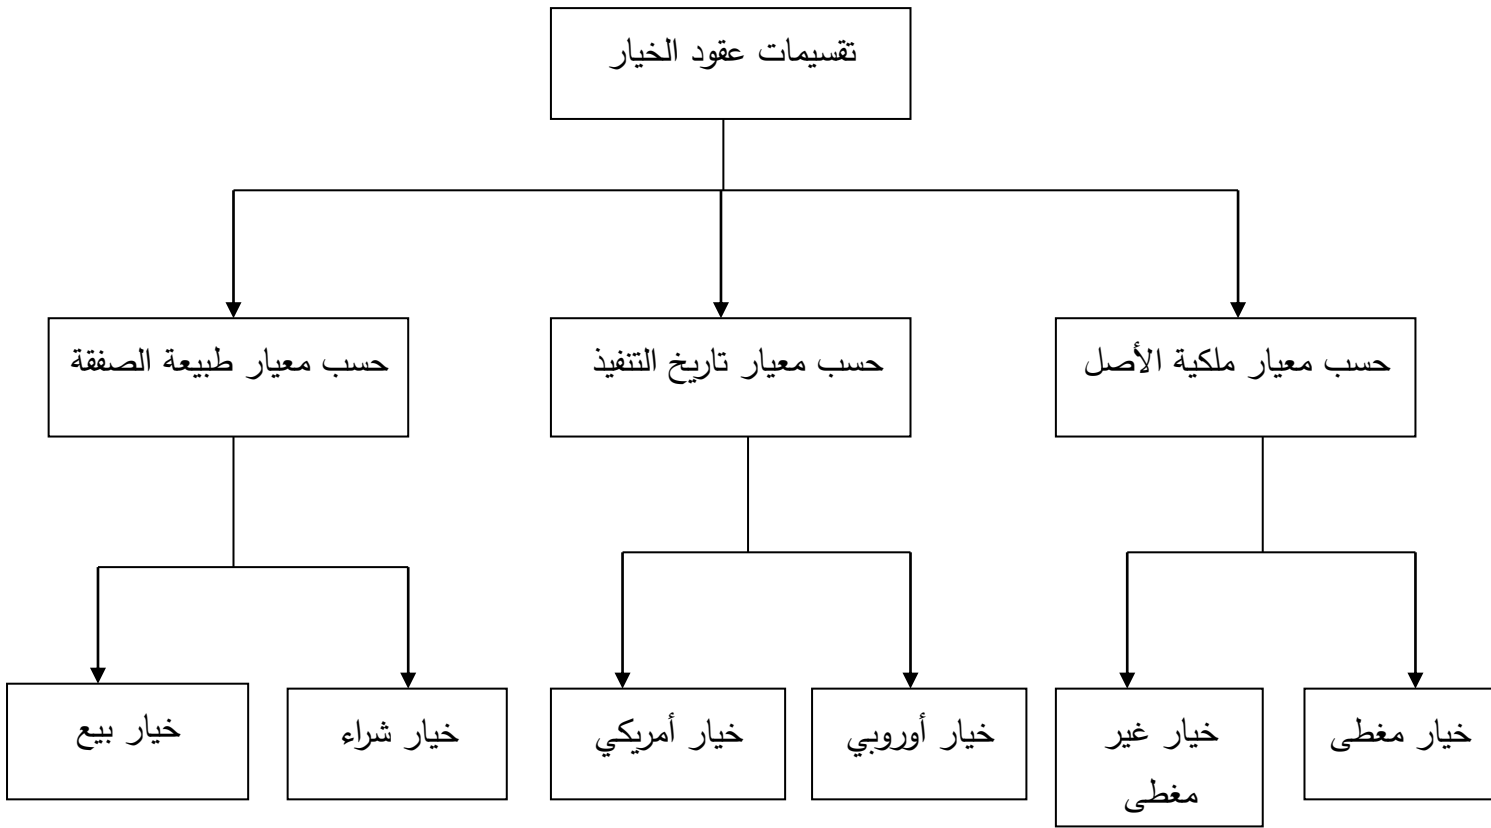 تقسيمات عقود الخيار
حسب معيار ملكية الأصل
حسب معيار تاريخ التنفيذ
حسب معيار طبيعة الصفقة
خيار مغطى
خيار غير
مغطى
خيار أوروبي
خيار أمريكي
خيار شراء
خيار بيع